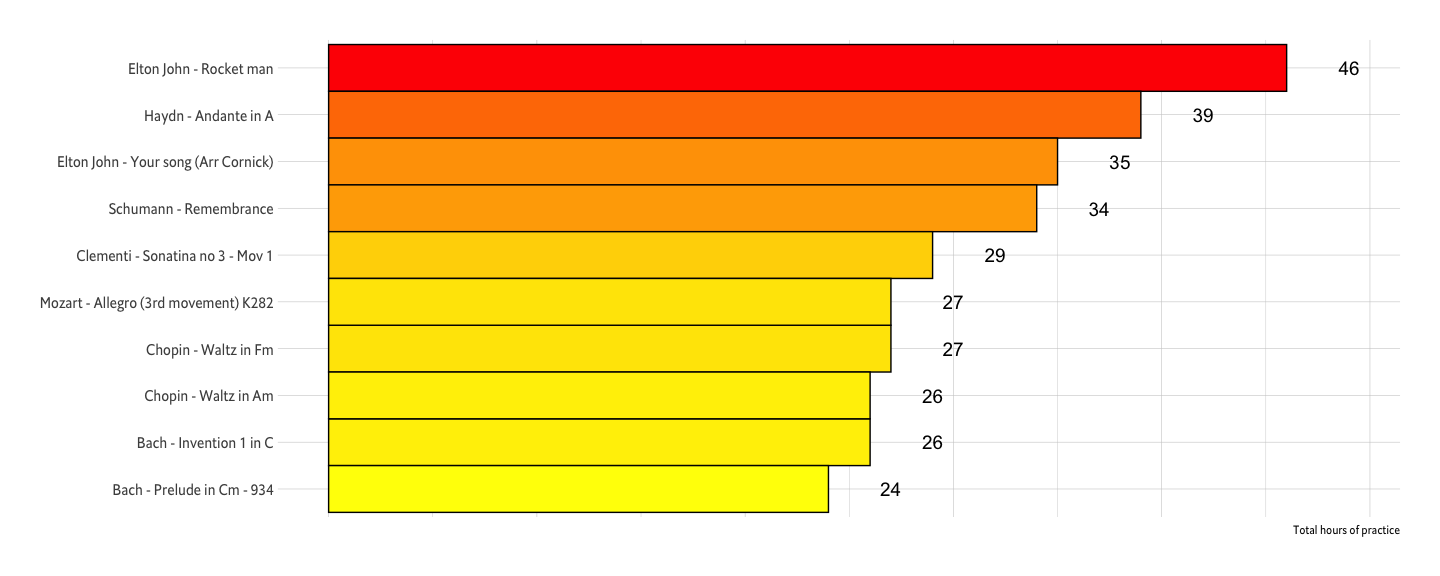 Elton John - Rocket man 46
Haydn - Andante in A 39
Elton John - Your song (Arr Cornick) 35
Schumann - Remembrance 34
Clementi - Sonatina no 3 - Mov 1 29
Mozart - Allegro (3rd movement) K282 27
Chopin - Waltz in Fm 27
Chopin - Waltz in Am 26
Bach - Invention 1 in C 26
Bach - Prelude in Cm - 934 24
Total hours of practice